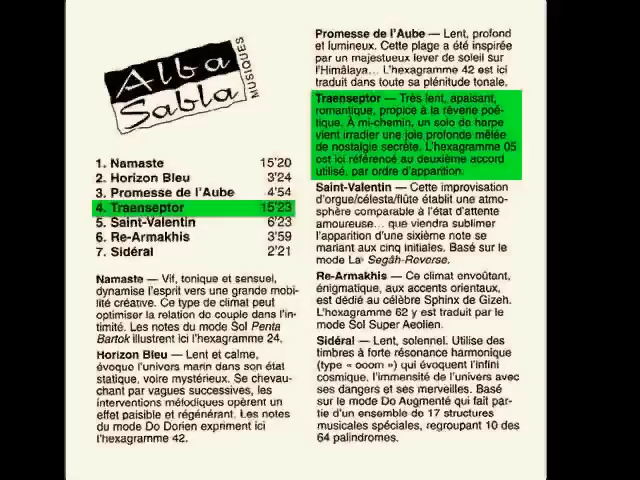 Alba
Sabla
MUSIQUES
1. Namaste 15'20
2. Horizon Bleu 3'24
3. Promesse de l'Aube 4'54
4. Traenseptor 15'23
5. Saint-Valentin 6'23
6. Re-Armakhis 3'59
7. Sidéral 2'21
Namaste — Vif, tonique et sensuel,
dynamise l'esprit vers une grande mobi-
lité créative. Ce type de climat peut
optimiser la relation de couple dans l'in-
timité. Les notes du mode Sol Penta
Bartok illustrent ici l'hexagramme 24.
Horizon Bleu — Lent et calme,
évoque l'univers marin dans son état
statique, voire mystérieux. Se chevau-
chant par vagues successives, les
interventions mélodiques opèrent un
effet paisible et régénérant. Les notes
du mode Do Dorien expriment ici
l'hexagramme 42.
Promesse de l'Aube — Lent, profond
et lumineux. Cette plage a été inspirée
par un majestueux lever de soleil sur
l'Himâlaya... L'hexagramme 42 est ici
traduit dans toute sa plénitude tonale.
Traenseptor — Très lent, apaisant,
romantique, propice à la rêverie poé-
tique. À mi-chemin, un solo de harpe
vient irradier une joie profonde mêlée
de nostalgie secrète. L'hexagramme 05
est ici référencé au deuxième accord
utilisé, par ordre d'apparition.
Saint-Valentin — Cette improvisation
d'orgue/célesta/flûte établit une atmo-
sphère comparable à l'état d'attente
amoureuse... que viendra sublimer
l'apparition d'une sixième note se
mariant aux cinq initiales. Basé sur le
mode La Segâh-Reverse.
Re-Armakhis — Ce climat envoûtant,
énigmatique, aux accents orientaux,
est dédié au célèbre Sphinx de Gizeh.
L'hexagramme 62 y est traduit par le
mode Sol Super Aeolien.
Sidéral — Lent, solennel. Utilise des
timbres à forte résonance harmonique
(type « ooom ») qui évoquent l'infini
cosmique, l'immensité de l'univers avec
ses dangers et ses merveilles. Basé
sur le mode Do Augmenté qui fait par-
tie d'un ensemble de 17 structures
musicales spéciales, regroupant 10 des
64 palindromes.